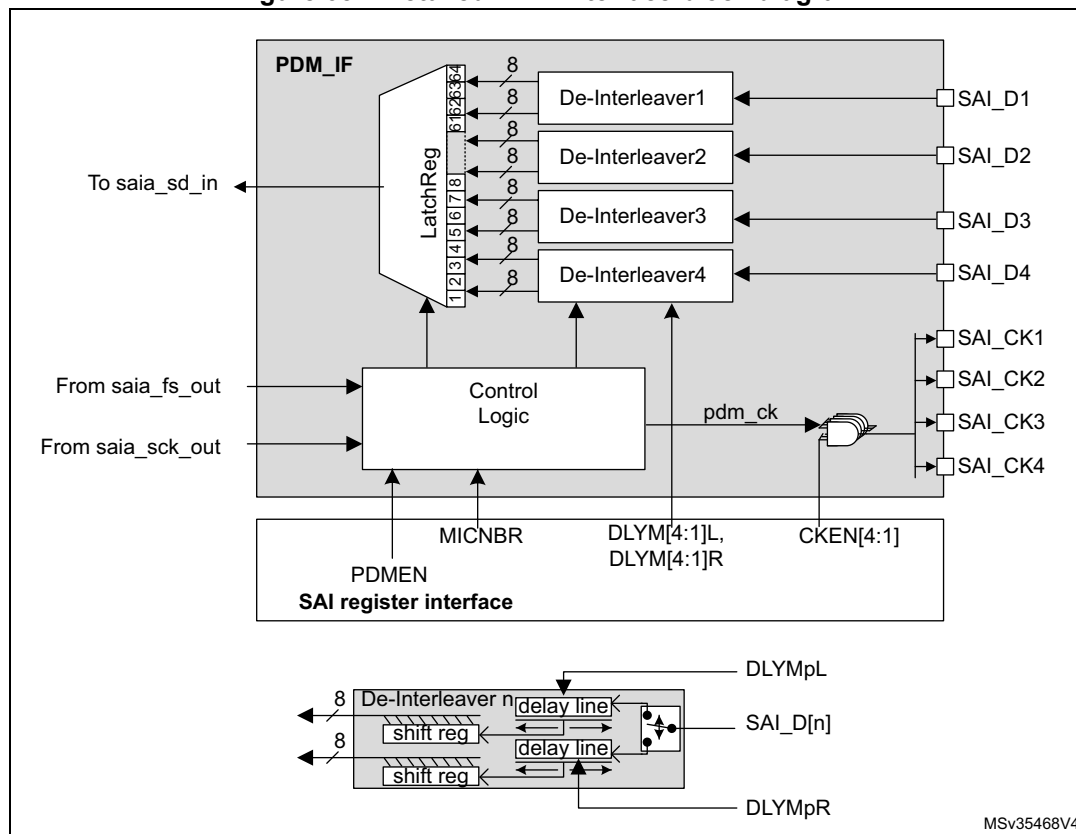 PDM_IF
LatchReg
64
63
62
61
8
7
6
5
4
3
2
1
8
8
8
8
8
8
8
8
De-Interleaver1
De-Interleaver2
De-Interleaver3
De-Interleaver4
SAI_D1
SAI_D2
SAI_D3
SAI_D4
To saia_sd_in
From saia_fs_out
From saia_sck_out
Control
Logic
pdm_ck
SAI_CK1
SAI_CK2
SAI_CK3
SAI_CK4
PDMEN
MICNBR
DLYM[4:1]L,
DLYM[4:1]R
CKEN[4:1]
SAI register interface
De-Interleaver n
8
8
shift reg
shift reg
delay line
delay line
DLYMpL
SAI_D[n]
DLYMpR
MSv35468V4